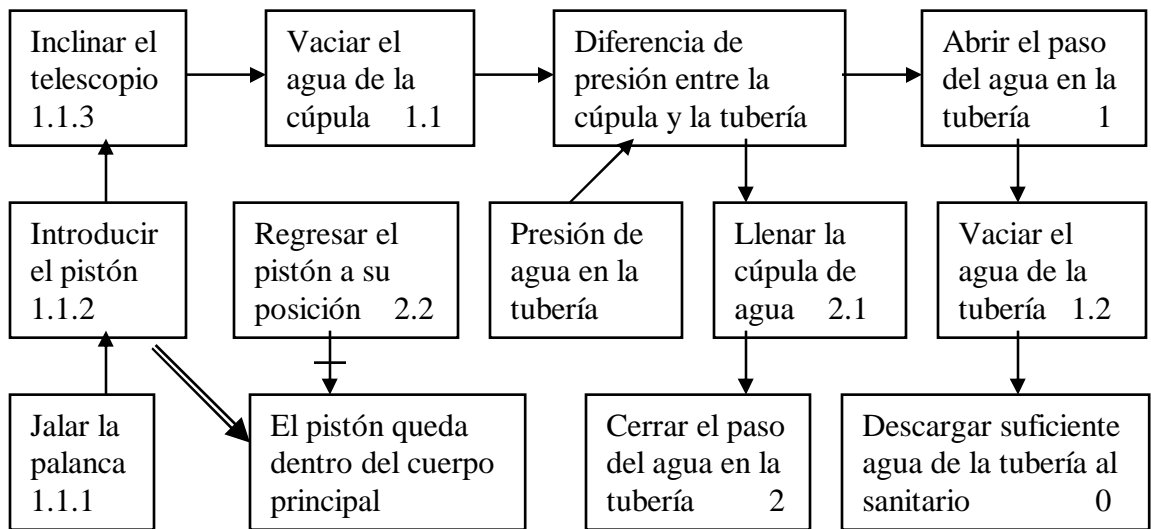 Inclinar el
telescopio
1.1.3
Vaciar el
agua de la
cúpula 1.1
Diferencia de
presión entre la
cúpula y la tubería
Abrir el paso
del agua en la
tubería 1
Introducir
el pistón
1.1.2
Regresar el
pistón a su
posición 2.2
Presión de
agua en la
tubería
Llenar la
cúpula de
agua 2.1
Vaciar el
agua de la
tubería 1.2
Jalar la
palanca
1.1.1
El pistón queda
dentro del cuerpo
principal
Cerrar el paso
del agua en la
tubería 2
Descargar suficiente
agua de la tubería al
sanitario 0